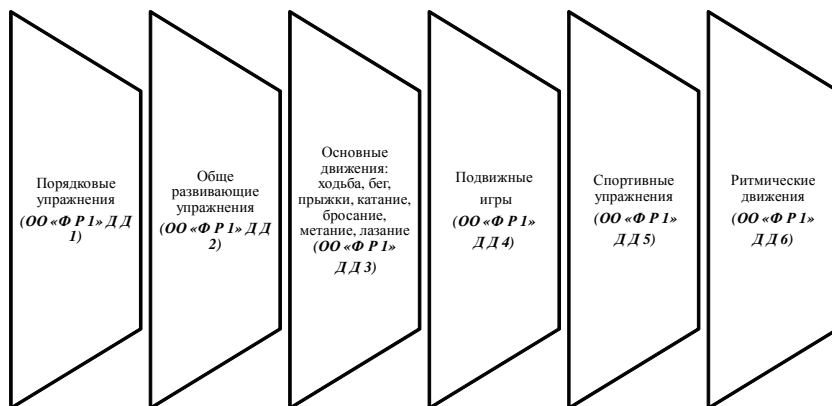 Порядковые
упражнения
(ОО «Ф Р 1» Д Д
1)
Обще
развивающие
упражнения
(ОО «Ф Р 1» Д Д
2)
Основные
движения:
ходьба, бег,
прыжки, катание,
бросание,
метание, лазание
(ОО «Ф Р 1»
Д Д 3)
Подвижные
игры
(ОО «Ф Р 1»
Д Д 4)
Спортивные
упражнения
(ОО «Ф Р 1»
Д Д 5)
Ритмические
движения
(ОО «Ф Р 1»
Д Д 6)